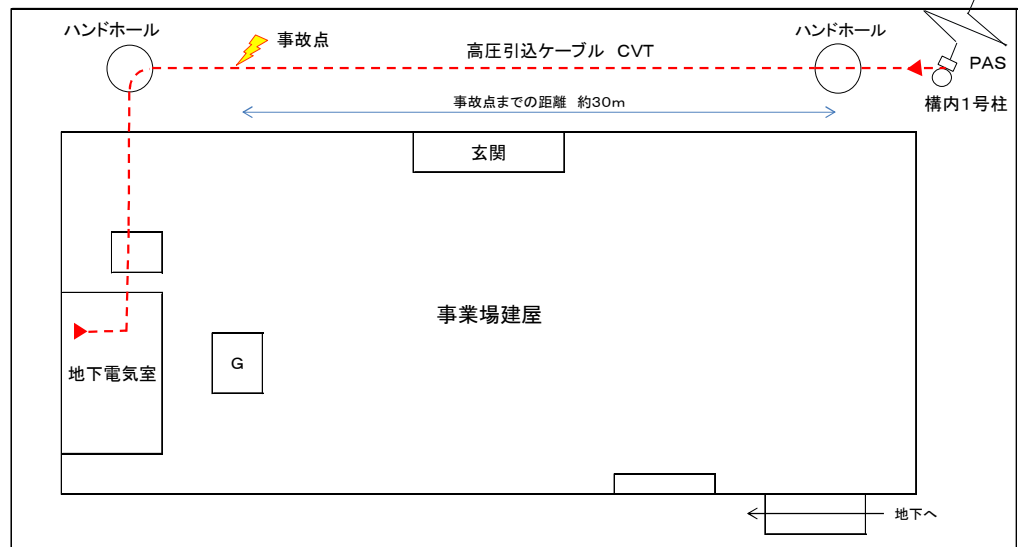 ハンドホール
事故点
高圧引込ケーブル CVT
ハンドホール
PAS
構内1号柱
事故点までの距離 約30m
玄関
事業場建屋
G
地下電気室
地下へ